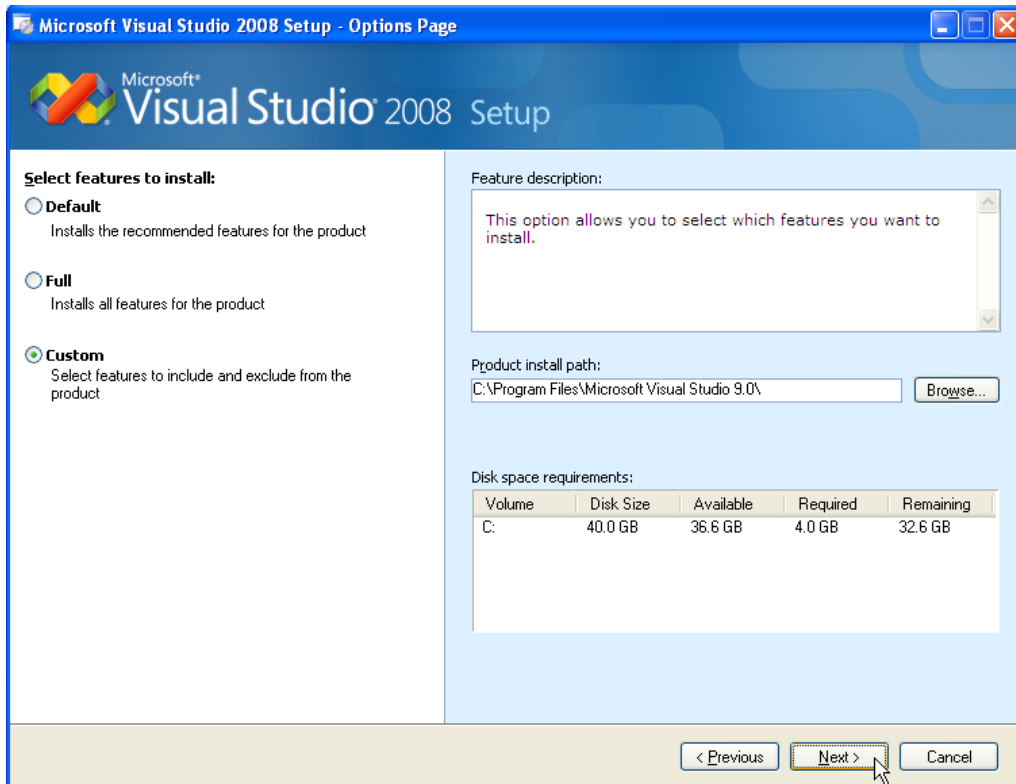 Microsoft Visual Studio 2008 Setup - Options Page
Microsoft®
Visual Studio® 2008 Setup
Select features to install:
Default
Installs the recommended features for the product
Full
Installs all features for the product
Custom
Select features to include and exclude from the
product
Feature description:
This option allows you to select which features you want to
install.
Product install path:
C:\Program Files\Microsoft Visual Studio 9.0\
Browse...
Disk space requirements:
Volume Disk Size Available Required Remaining
C: 40.0 GB 36.6 GB 4.0 GB 32.6 GB
< Previous Next > Cancel